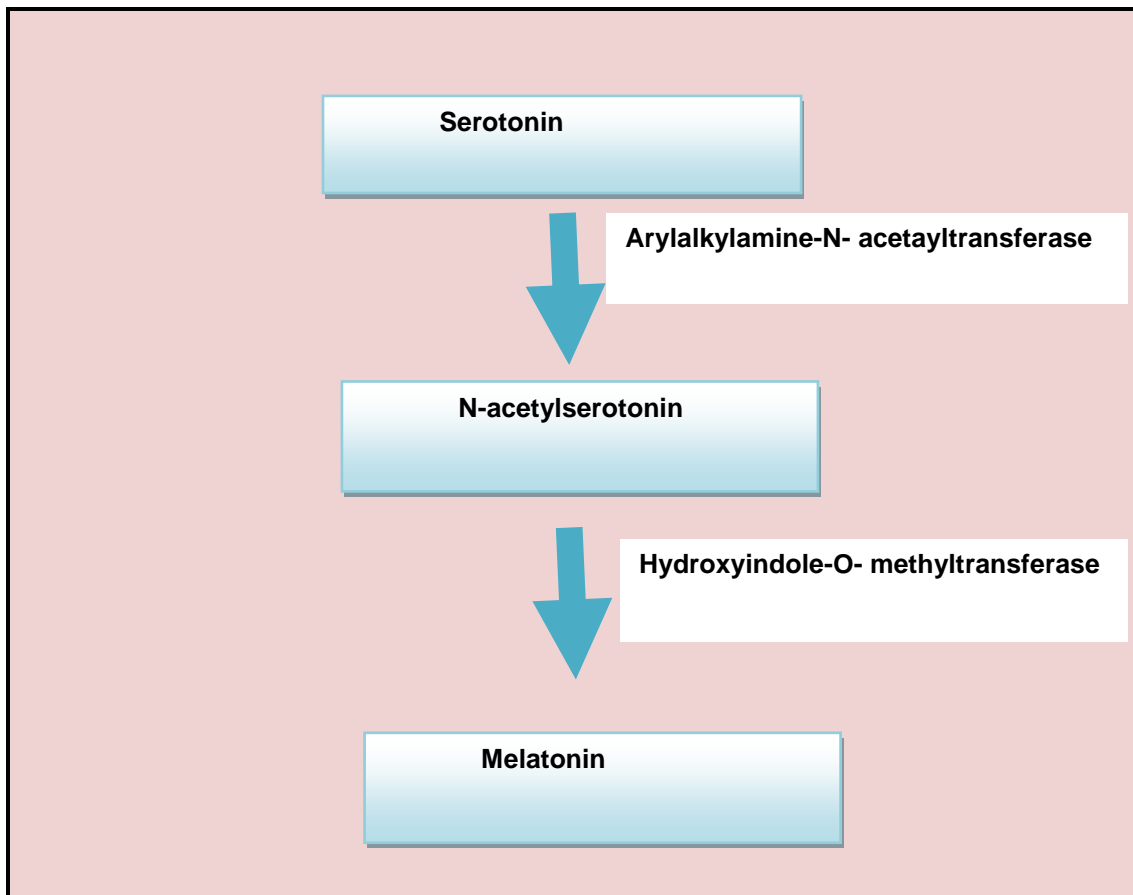 Serotonin
Arylalkylamine-N- acetayltransferase
N-acetylserotonin
Hydroxyindole-O- methyltransferase
Melatonin